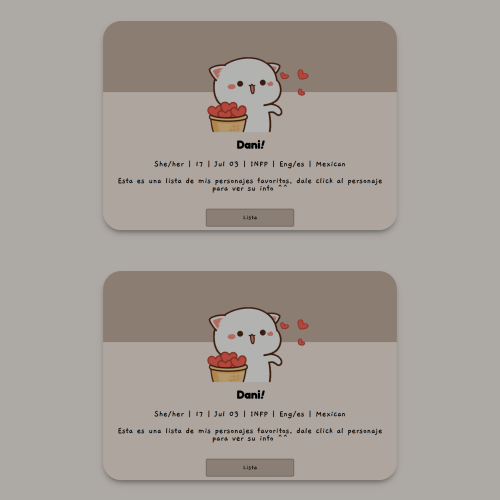 Dani!
She/her | 17 | Jul 03 | INFP | Eng/es | Mexican
Esta es una lista de mis personajes favoritos, dale click al personaje
para ver su info ^^
Lista
Dani!
She/her | 17 | Jul 03 | INFP | Eng/es | Mexican
Esta es una lista de mis personajes favoritos, dale click al personaje
para ver su info ^^
Lista